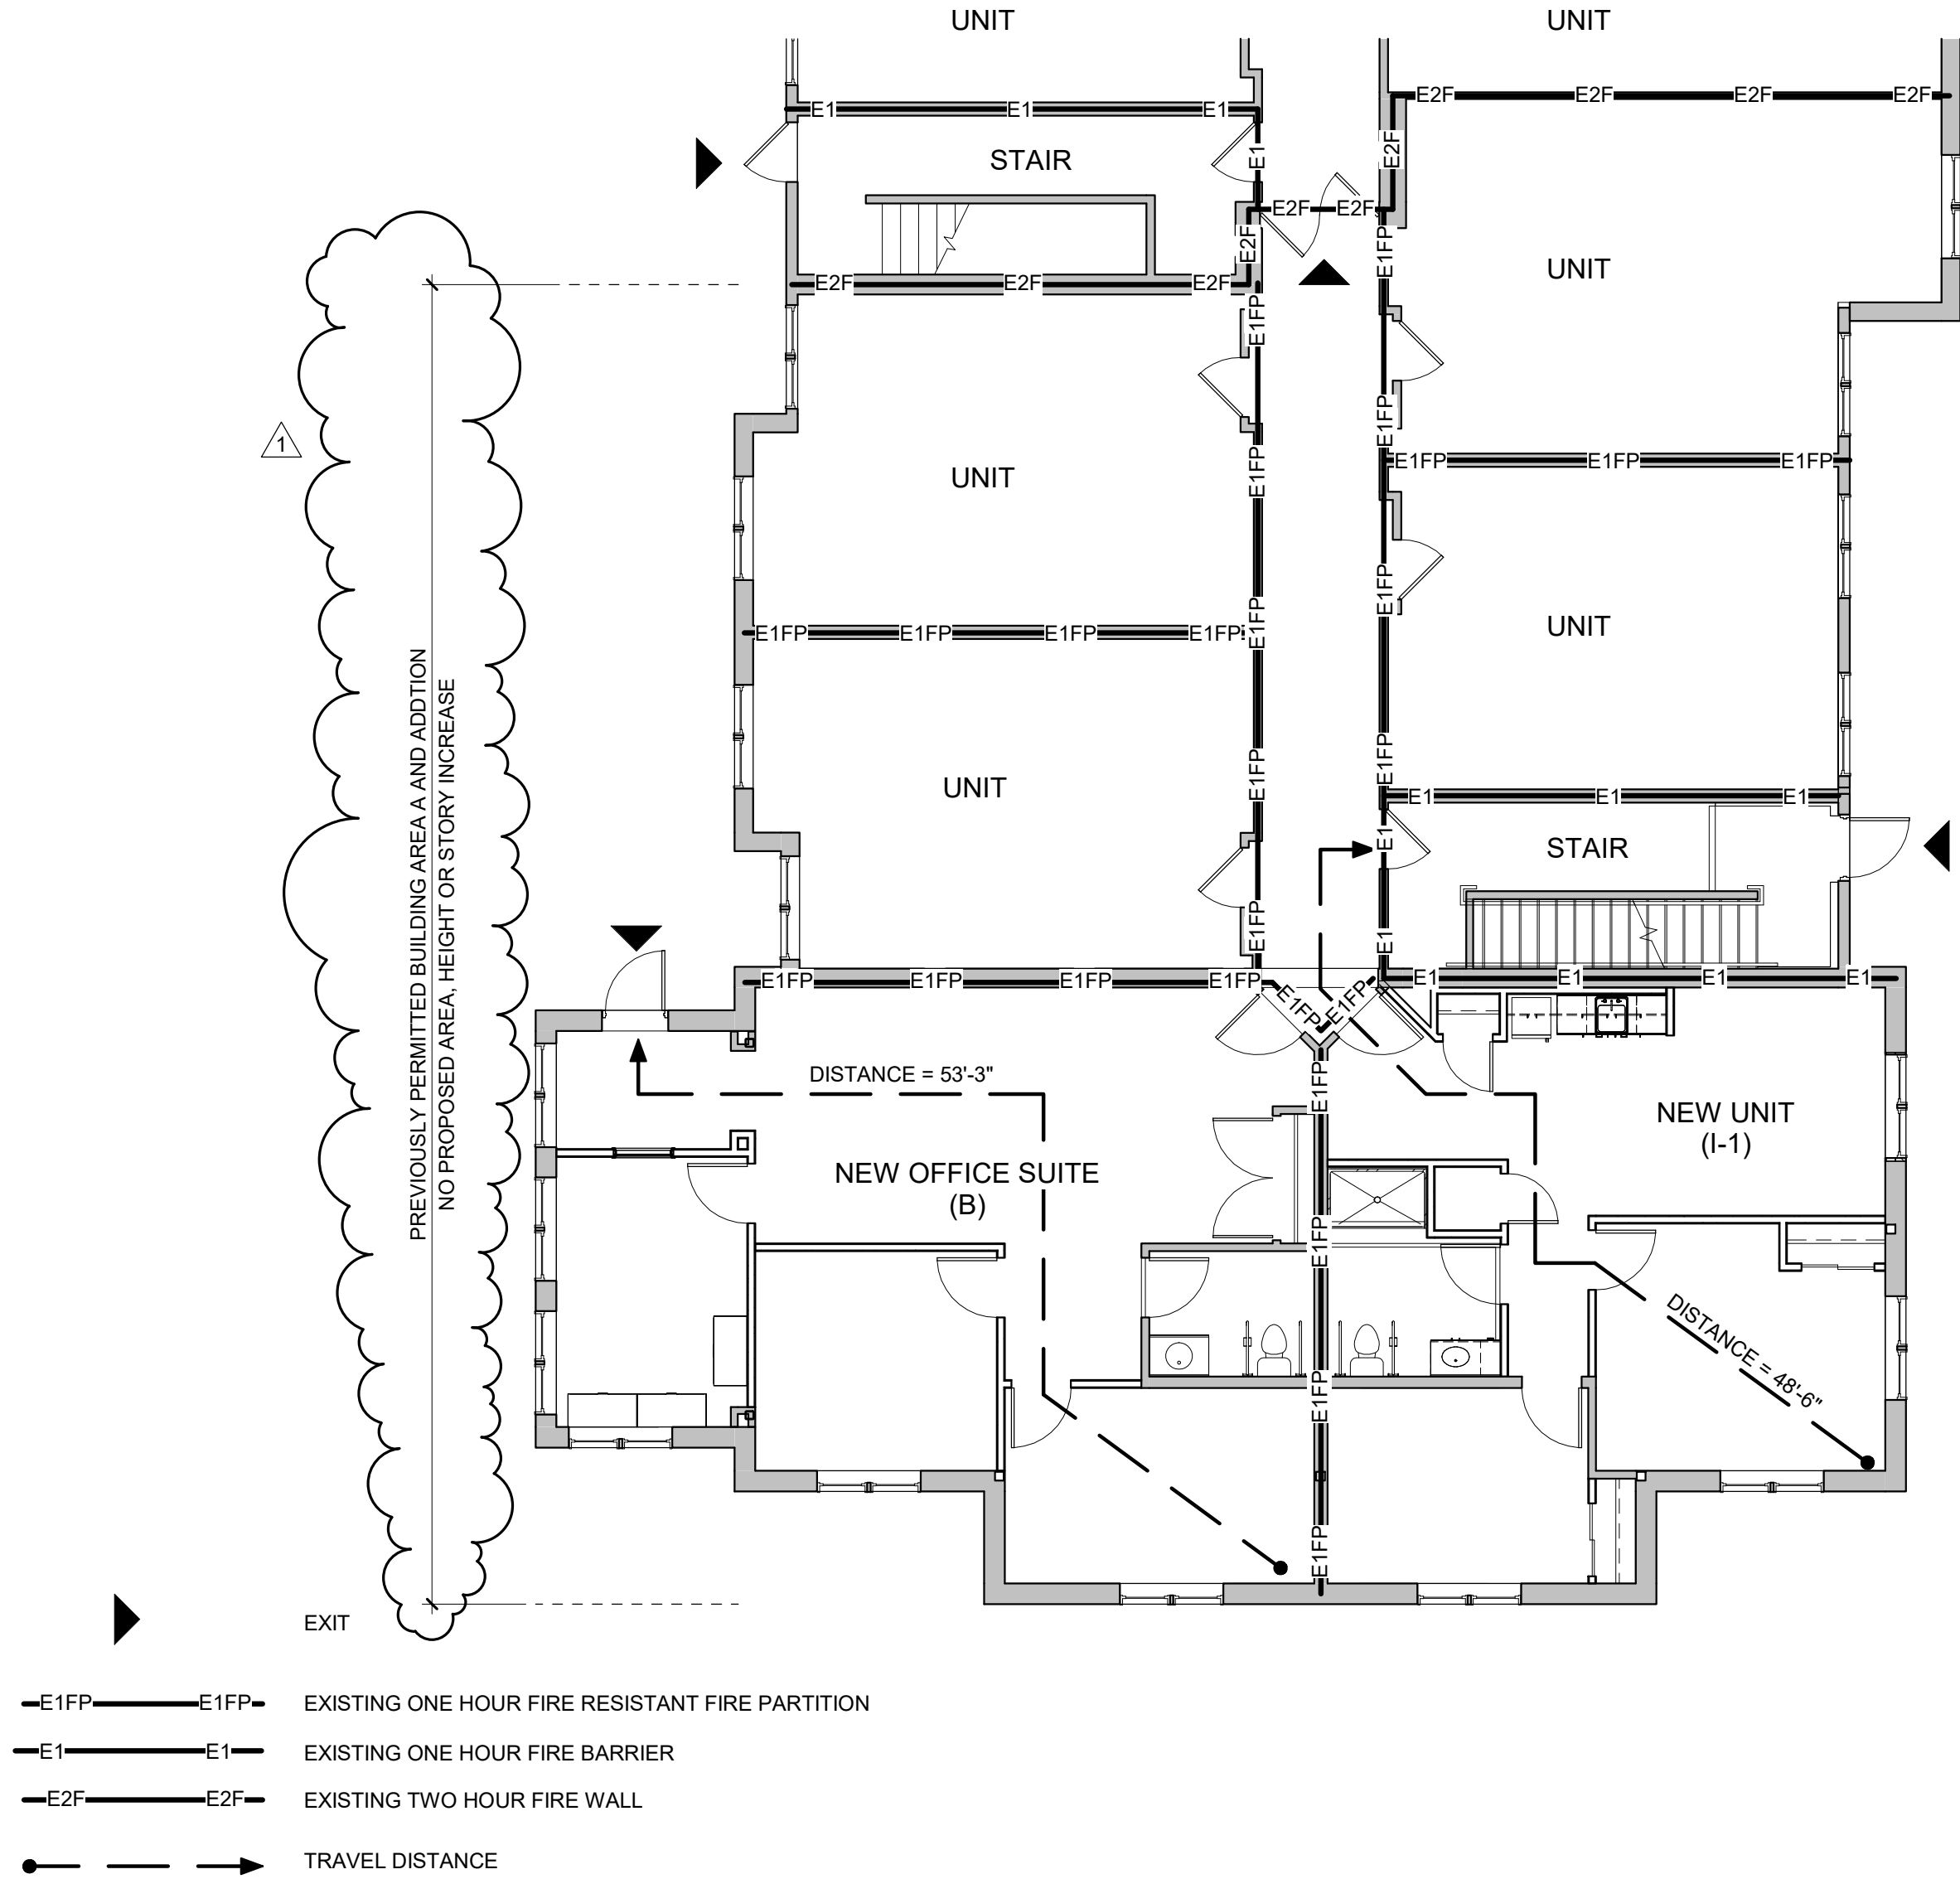 UNIT
UNIT
E2F E2F E2F E2F
E1 E1 E1
E2F
E1
STAIR
E2F E2F
E2F
E1FP
UNIT
E2F E2F E2F
E1FP
E1FP
1
E1FP E1FP E1FP
E1FP
UNIT
E1FP
E1FP
UNIT
E1FP E1FP E1FP E1FP
E1FP
E1FP
UNIT
E1 E1 E1
E1
STAIR
E1FP
E1
PREVIOUSLY PERMITTED BUILDING AREA A AND ADDTION
NO PROPOSED AREA, HEIGHT OR STORY INCREASE
E1FP E1FP E1FP E1FP
E1 E1 E1 E1
E1FP
E1FP
DISTANCE = 53'-3"
E1FP
NEW UNIT
(I-1)
NEW OFFICE SUITE
(B)
E1FP
DISTANCE = 48'-6"
E1FP
E1FP
EXIT
E1FP E1FP EXISTING ONE HOUR FIRE RESISTANT FIRE PARTITION
E1 E1 EXISTING ONE HOUR FIRE BARRIER
E2F E2F EXISTING TWO HOUR FIRE WALL
TRAVEL DISTANCE